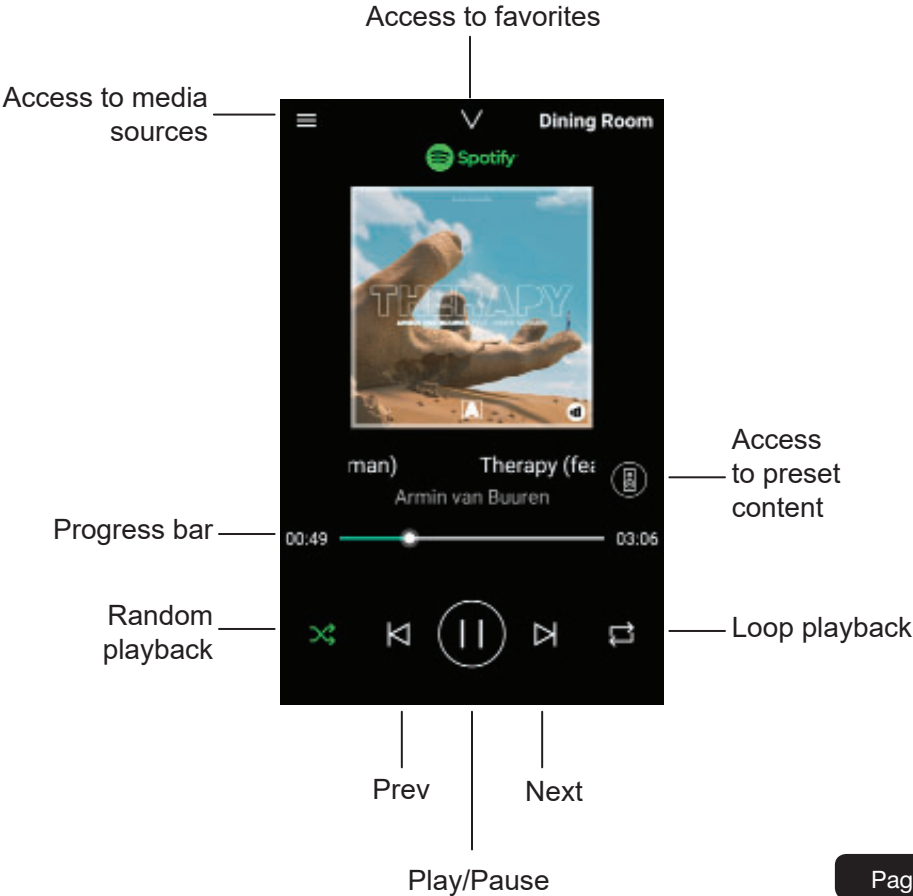 Access to favorites
Access to media
sources
Dining Room
Spotify
THERAPY
man) Therapy (fea
Armin van Buuren
Access
to preset
content
Progress bar
00:49
03:06
Random
playback
Loop playback
Prev
Next
Play/Pause
Pag